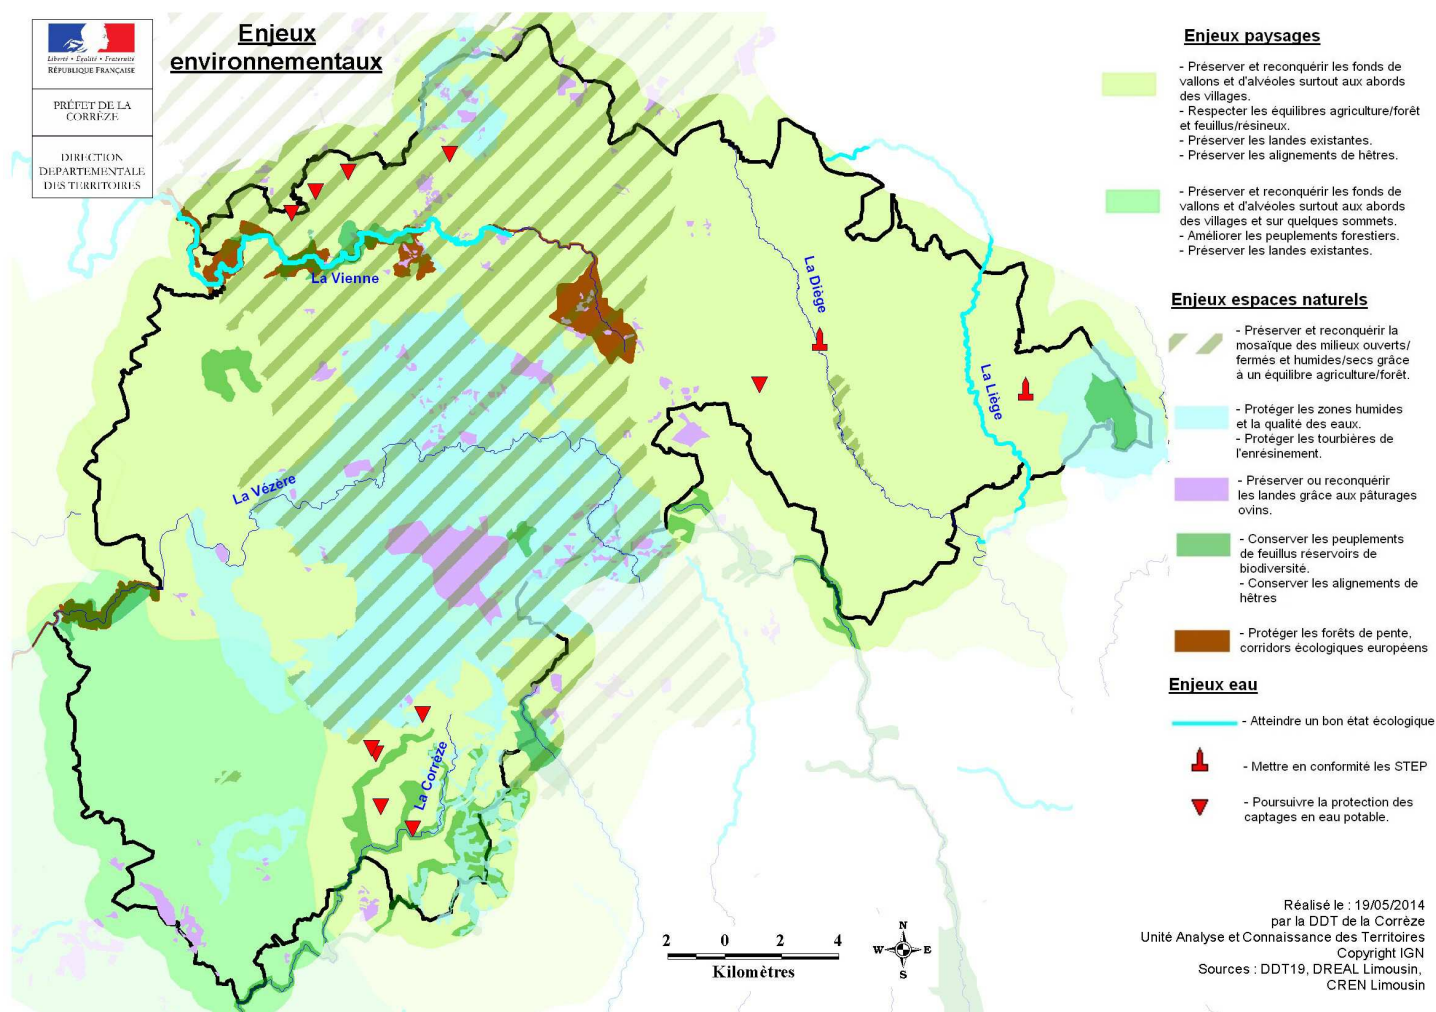 Liberté • Égalité • Fraternité
RÉPUBLIQUE FRANÇAISE
PRÉFET DE LA
CORRÈZE
DIRECTION
DEPARTEMENTALE
DES TERRITOIRES
Enjeux
environnementaux
La Vienne
La Diège
La Liège
La Vézère
La Corrèze
2 0 2 4
Kilomètres
N
W E
S
Enjeux paysages
- Préserver et reconquérir les fonds de
vallons et d'alvéoles surtout aux abords
des villages.
- Respecter les équilibres agriculture/forêt
et feuillus/résineux.
- Préserver les landes existantes.
- Préserver les alignements de hêtres.
- Préserver et reconquérir les fonds de
vallons et d'alvéoles surtout aux abords
des villages et sur quelques sommets.
- Améliorer les peuplements forestiers.
- Préserver les landes existantes.
Enjeux espaces naturels
- Préserver et reconquérir la
mosaïque des milieux ouverts/
fermés et humides/secs grâce
à un équilibre agriculture/forêt.
- Protéger les zones humides
et la qualité des eaux.
- Protéger les tourbières de
l'enrésinement.
- Préserver ou reconquérir
les landes grâce aux pâturages
ovins.
- Conserver les peuplements
de feuillus réservoirs de
biodiversité.
- Conserver les alignements de
hêtres
- Protéger les forêts de pente,
corridors écologiques européens
Enjeux eau
- Atteindre un bon état écologique
- Mettre en conformité les STEP
- Poursuivre la protection des
captages en eau potable.
Réalisé le : 19/05/2014
par la DDT de la Corrèze
Unité Analyse et Connaissance des Territoires
Copyright IGN
Sources : DDT19, DREAL Limousin,
CREN Limousin